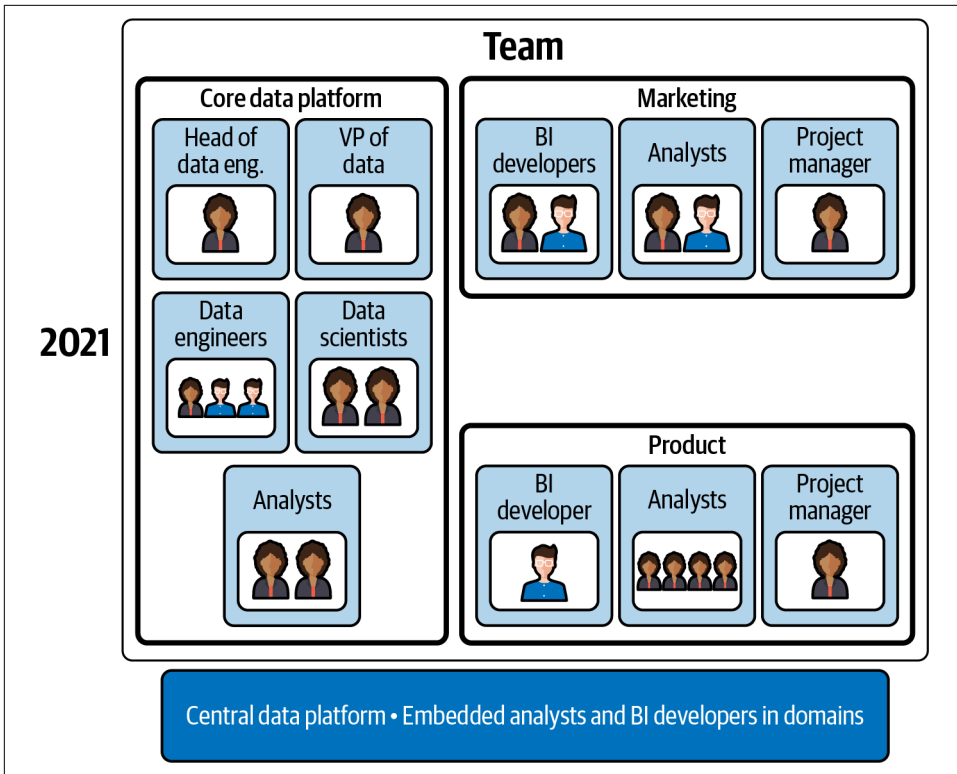 Team
2021
Core data platform
Head of
data eng.
VP of
data
Data
engineers
Data
scientists
Analysts
Marketing
BI
developers
Analysts
Project
manager
Product
BI
developer
Analysts
Project
manager
Central data platform • Embedded analysts and BI developers in domains